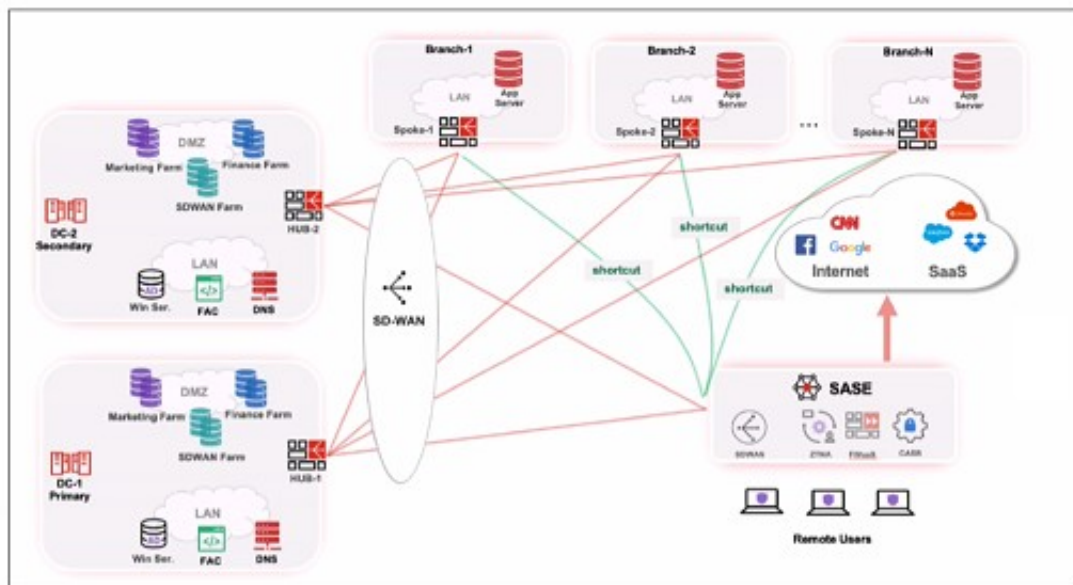 Branch-1
LAN
App
Server
Spoke-1
Branch-2
LAN
App
Server
Spoke-2
...
Branch-N
LAN
App
Server
Spoke-N
DMZ
Marketing Farm
Finance Farm
SDWAN Farm
DC-2
Secondary
HUB-2
LAN
Win Ser.
FAC
DNS
SD-WAN
shortcut
shortcut
shortcut
CNN
Google
Internet
SaaS
DMZ
Marketing Farm
Finance Farm
SDWAN Farm
DC-1
Primary
HUB-1
LAN
Win Ser.
FAC
DNS
SASE
SDWAN
ZTNA
FWaaS
CASB
Remote Users